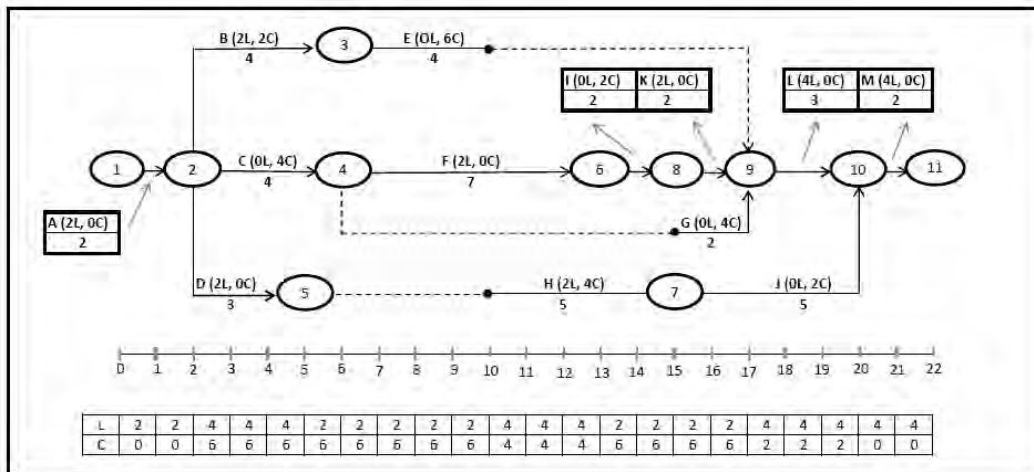 B (2L, 2C)
4
3
E (0L, 6C)
4
I (0L, 2C) K (2L, 0C)
2 2
L (4L, 0C) M (4L, 0C)
3 2
1
2
C (0L, 4C)
4
4
F (2L, 0C)
7
6
8
9
10
11
A (2L, 0C)
2
G (0L, 4C)
2
D (2L, 0C)
3
5
H (2L, 4C)
5
7
J (0L, 2C)
5
0 1 2 3 4 5 6 7 8 9 10 11 12 13 14 15 16 17 18 19 20 21 22
L 2 2 4 4 4 2 2 2 2 2 4 4 4 2 2 2 2 4 4 4 4 4
C 0 0 6 6 6 6 6 6 6 6 4 4 4 6 6 6 6 2 2 2 0 0